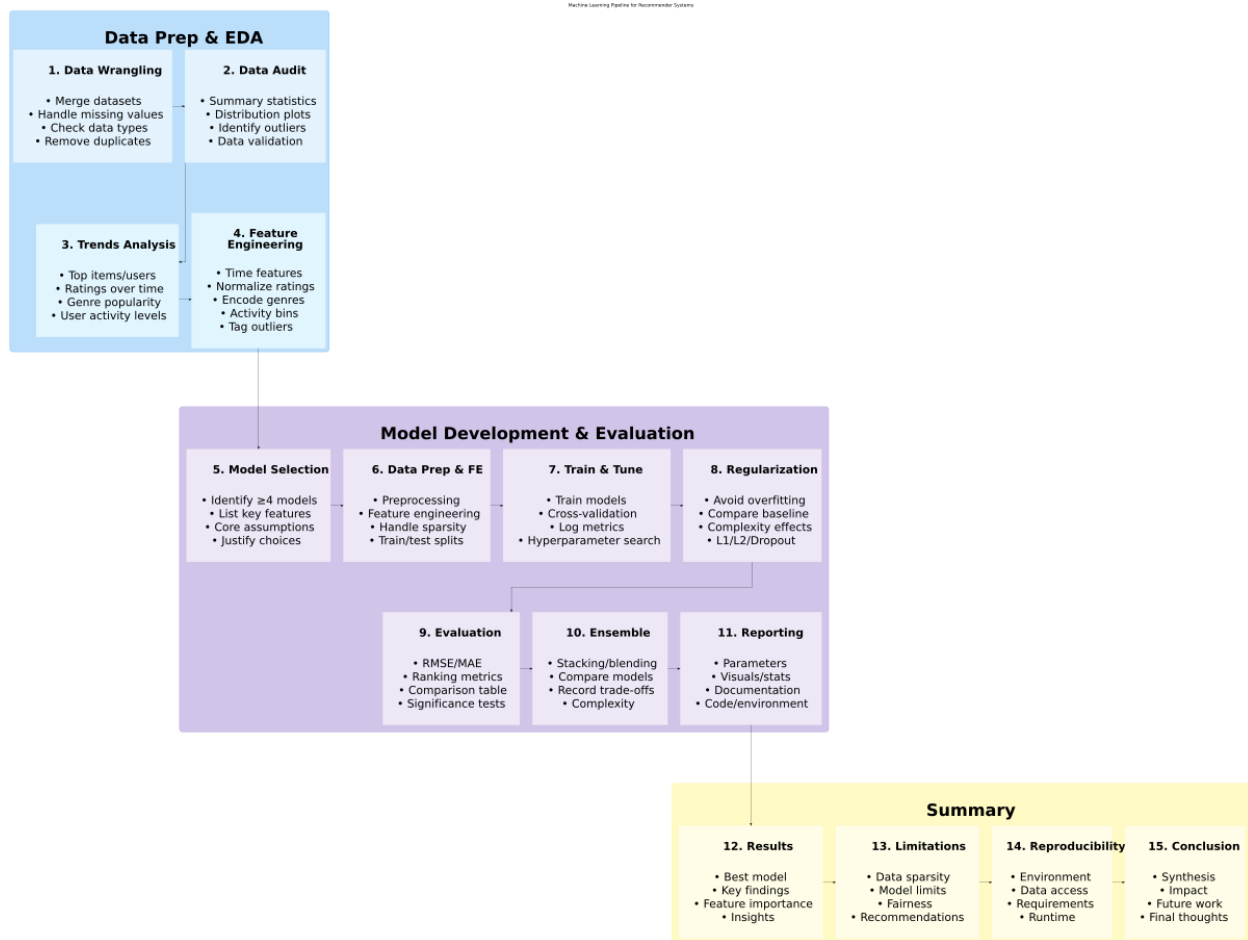 Machine Learning Pipeline for Recommender Systems
Data Prep & EDA
1. Data Wrangling
• Merge datasets
• Handle missing values
• Check data types
• Remove duplicates
2. Data Audit
• Summary statistics
• Distribution plots
• Identify outliers
• Data validation
3. Trends Analysis
• Top items/users
• Ratings over time
• Genre popularity
• User activity levels
4. Feature
Engineering
• Time features
• Normalize ratings
• Encode genres
• Activity bins
• Tag outliers
Model Development & Evaluation
5. Model Selection
• Identify ≥4 models
• List key features
• Core assumptions
• Justify choices
6. Data Prep & FE
• Preprocessing
• Feature engineering
• Handle sparsity
• Train/test splits
7. Train & Tune
• Train models
• Cross-validation
• Log metrics
• Hyperparameter search
8. Regularization
• Avoid overfitting
• Compare baseline
• Complexity effects
• L1/L2/Dropout
9. Evaluation
• RMSE/MAE
• Ranking metrics
• Comparison table
• Significance tests
10. Ensemble
• Stacking/blending
• Compare models
• Record trade-offs
• Complexity
11. Reporting
• Parameters
• Visuals/stats
• Documentation
• Code/environment
Summary
12. Results
• Best model
• Key findings
• Feature importance
• Insights
13. Limitations
• Data sparsity
• Model limits
• Fairness
• Recommendations
14. Reproducibility
• Environment
• Data access
• Requirements
• Runtime
15. Conclusion
• Synthesis
• Impact
• Future work
• Final thoughts